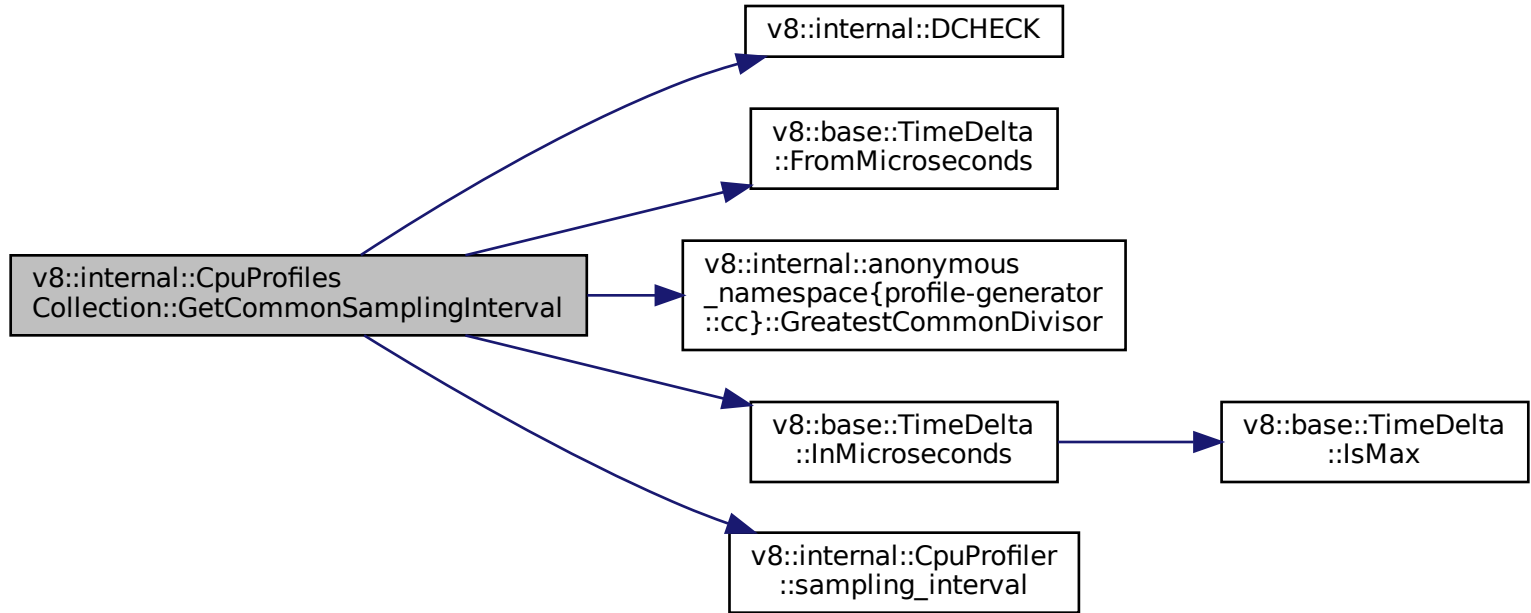 v8::internal::DCHECK
v8::base::TimeDelta
::FromMicroseconds
v8::internal::CpuProfiles
Collection::GetCommonSamplingInterval
v8::internal::anonymous
_namespace{profile-generator
::cc}::GreatestCommonDivisor
v8::base::TimeDelta
::InMicroseconds
v8::base::TimeDelta
::IsMax
v8::internal::CpuProfiler
::sampling_interval